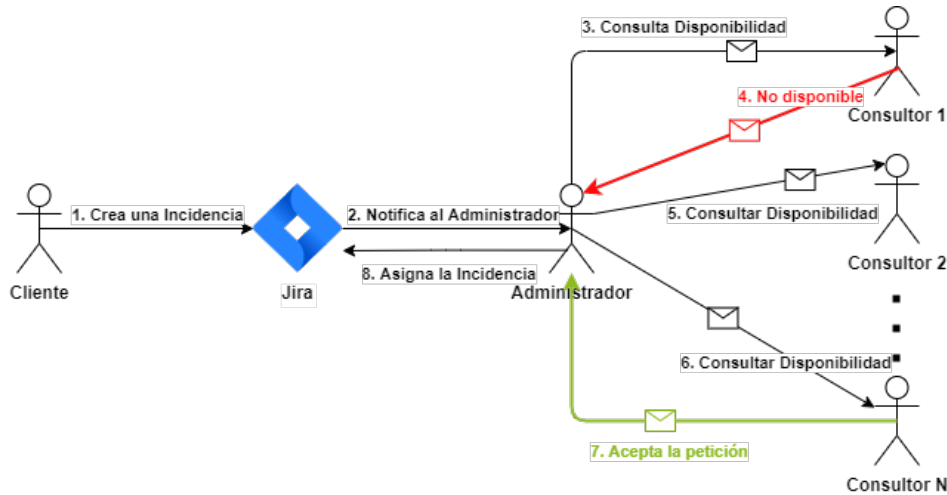 3. Consulta Disponibilidad
4. No disponible
Consultor 1
1. Crea una Incidencia
2. Notifica al Administrador
5. Consultar Disponibilidad
8. Asigna la Incidencia
Consultor 2
Cliente
Jira
Administrador
6. Consultar Disponibilidad
7. Acepta la petición
Consultor N